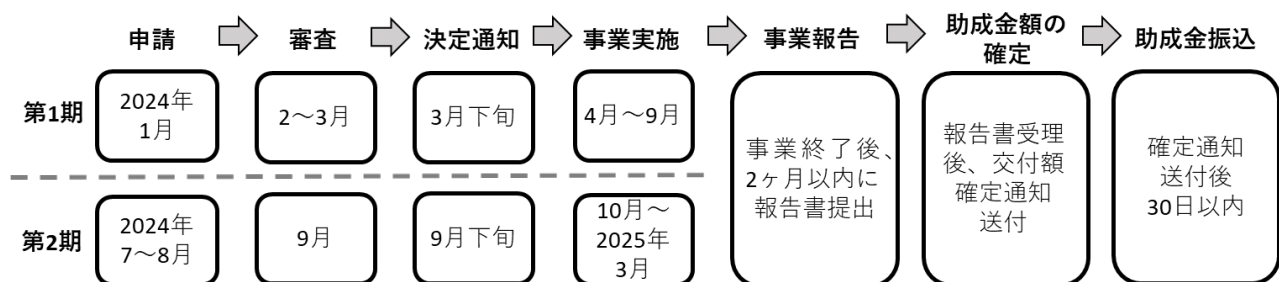 申請
審査
決定通知
事業実施
事業報告
助成金額の
確定
助成金振込
第1期
2024年
1月
2～3月
3月下旬
4月～9月
第2期
2024年
7～8月
9月
9月下旬
10月～
2025年
3月
事業終了後、
2ヶ月以内に
報告書提出
報告書受理
後、交付額
確定通知
送付
確定通知
送付後
30日以内